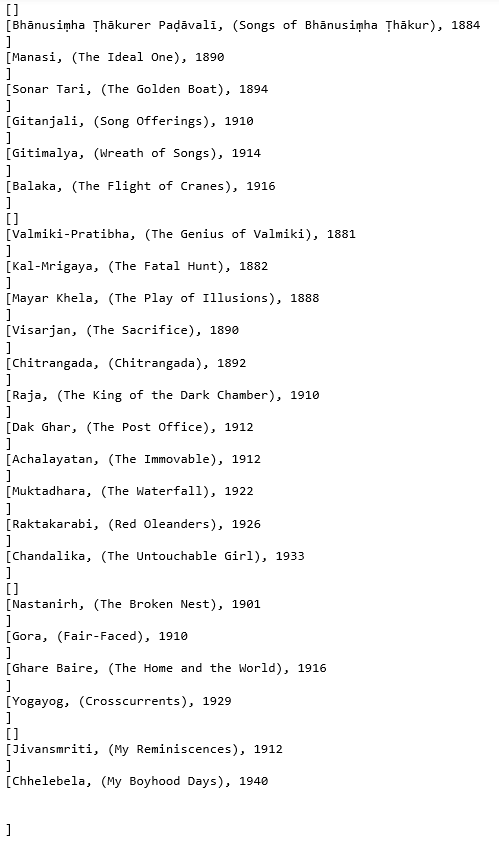 []
[Bhānusiṃha Ṭhākurer Paḍāvalī, (Songs of Bhānusiṃha Ṭhākur), 1884
]
[Manasi, (The Ideal One), 1890
]
[Sonar Tari, (The Golden Boat), 1894
]
[Gitanjali, (Song Offerings), 1910
]
[Gitimalya, (Wreath of Songs), 1914
]
[Balaka, (The Flight of Cranes), 1916
]
[]
[Valmiki-Pratibha, (The Genius of Valmiki), 1881
]
[Kal-Mrigaya, (The Fatal Hunt), 1882
]
[Mayar Khela, (The Play of Illusions), 1888
]
[Visarjan, (The Sacrifice), 1890
]
[Chitrangada, (Chitrangada), 1892
]
[Raja, (The King of the Dark Chamber), 1910
]
[Dak Ghar, (The Post Office), 1912
]
[Achalayatan, (The Immovable), 1912
]
[Muktadhara, (The Waterfall), 1922
]
[Raktakarabi, (Red Oleanders), 1926
]
[Chandalika, (The Untouchable Girl), 1933
]
[]
[Nastanirh, (The Broken Nest), 1901
]
[Gora, (Fair-Faced), 1910
]
[Ghare Baire, (The Home and the World), 1916
]
[Yogayog, (Crosscurrents), 1929
]
[]
[Jivansmriti, (My Reminiscences), 1912
]
[Chhelebela, (My Boyhood Days), 1940
]